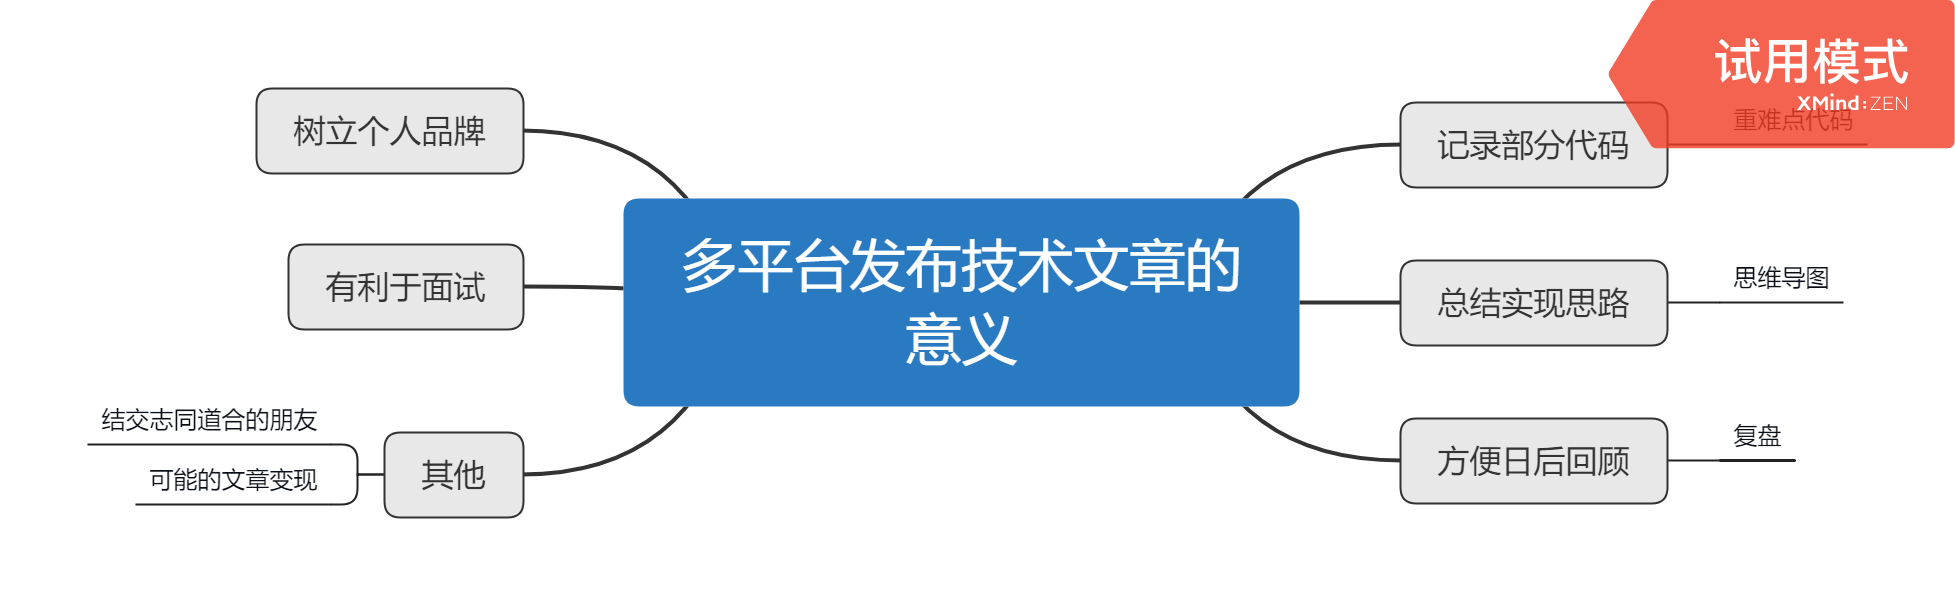 试用模式
XMind:ZEN
多平台发布技术文章的
意义
记录部分代码
重难点代码
总结实现思路
思维导图
方便日后回顾
复盘
树立个人品牌
有利于面试
其他
结交志同道合的朋友
可能的文章变现